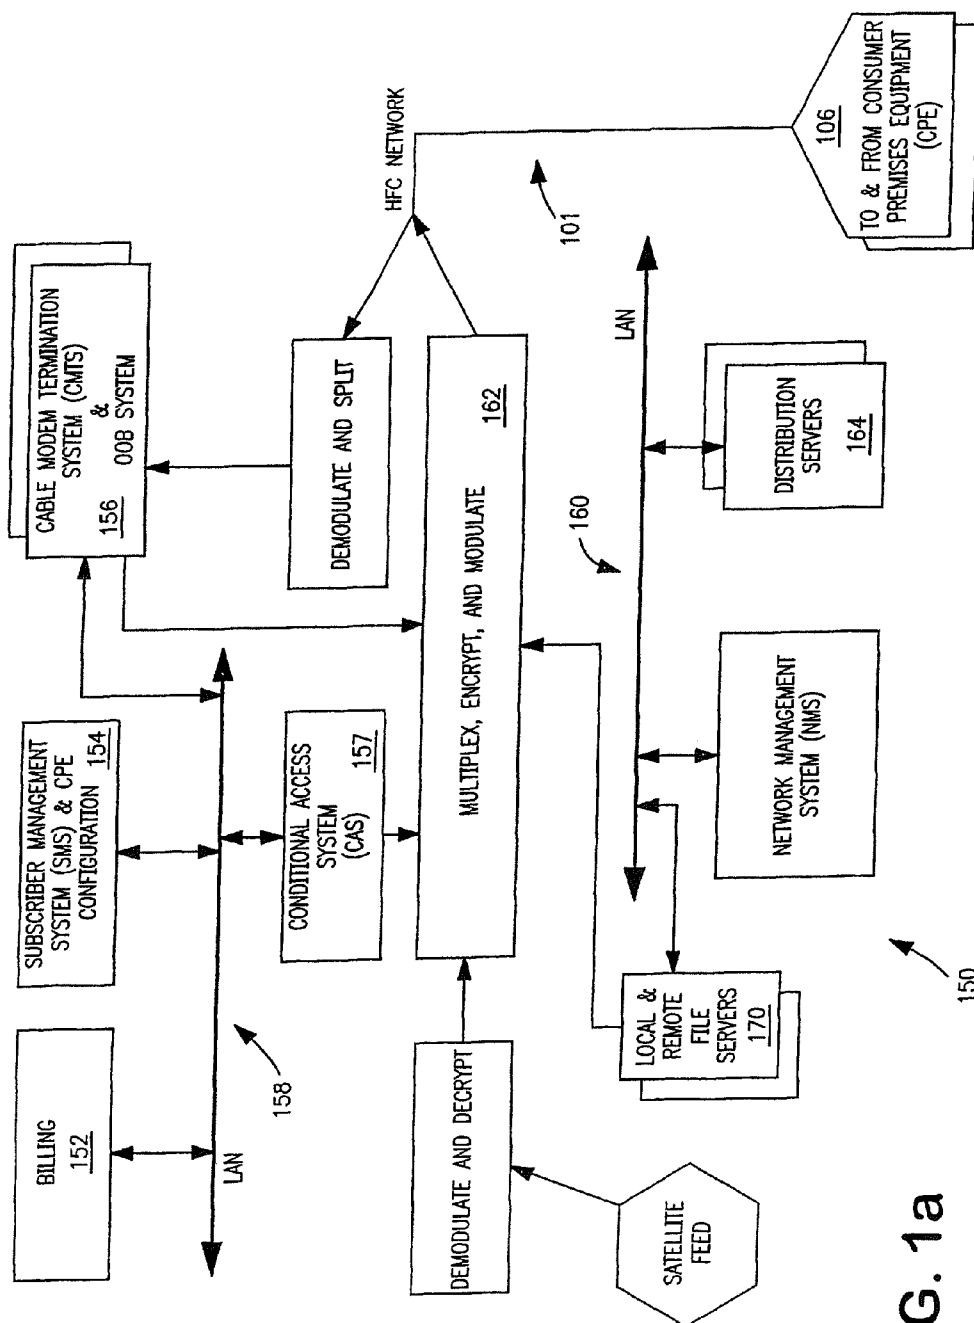 BILLING
152
SUBSCRIBER MANAGEMENT
SYSTEM (SMS) & CPE
CONFIGURATION
154
CABLE MODEM TERMINATION
SYSTEM (CMTS)
&
156
OOB SYSTEM
LAN
158
CONDITIONAL ACCESS
SYSTEM
(CAS)
157
DEMODULATE AND SPLIT
HFC NETWORK
DEMODULATE AND DECRYPT
MULTIPLEX, ENCRYPT, AND MODULATE
162
101
SATELLITE
FEED
LOCAL &
REMOTE
FILE
SERVERS
170
160
LAN
NETWORK MANAGEMENT
SYSTEM (NMS)
DISTRIBUTION
SERVERS
164
106
TO & FROM CONSUMER
PREMISES EQUIPMENT
(CPE)
150
G. 1a